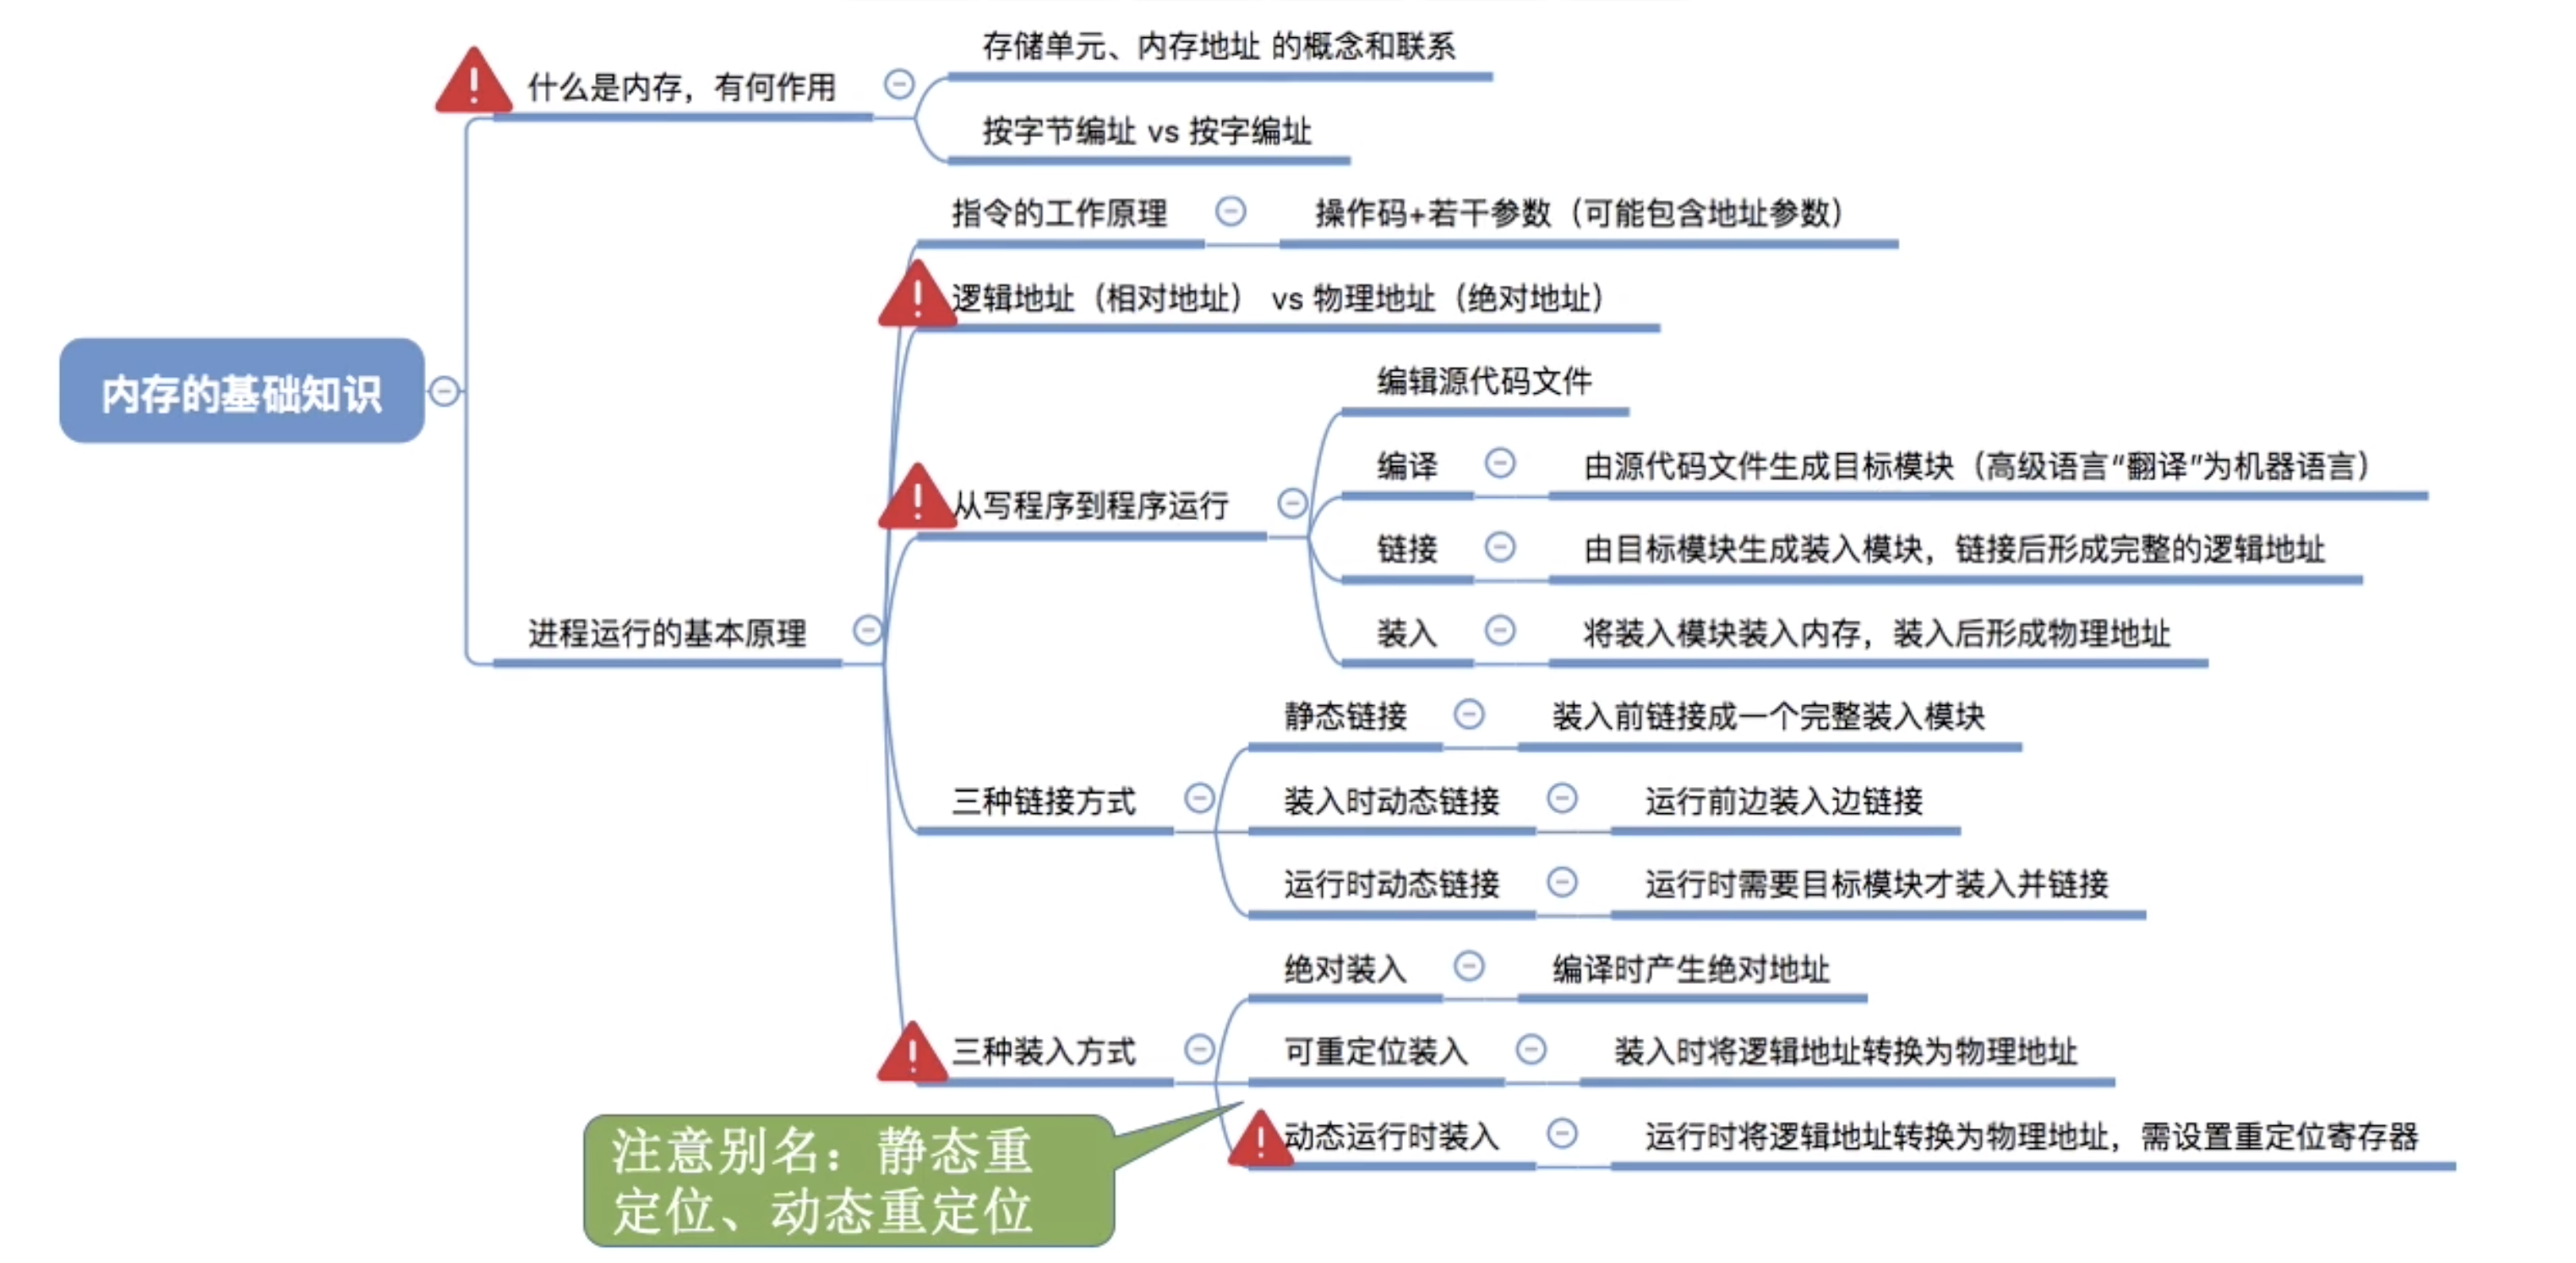 存储单元、内存地址 的概念和联系
什么是内存，有何作用
按字节编址 vs 按字编址
指令的工作原理
操作码+若干参数（可能包含地址参数）
逻辑地址（相对地址） vs 物理地址（绝对地址）
内存的基础知识
编辑源代码文件
编译
由源代码文件生成目标模块（高级语言“翻译”为机器语言）
从写程序到程序运行
链接
由目标模块生成装入模块，链接后形成完整的逻辑地址
进程运行的基本原理
装入
将装入模块装入内存，装入后形成物理地址
静态链接
装入前链接成一个完整装入模块
三种链接方式
装入时动态链接
运行前边装入边链接
运行时动态链接
运行时需要目标模块才装入并链接
绝对装入
编译时产生绝对地址
三种装入方式
可重定位装入
装入时将逻辑地址转换为物理地址
动态运行时装入
运行时将逻辑地址转换为物理地址，需设置重定位寄存器
注意别名：静态重
定位、动态重定位